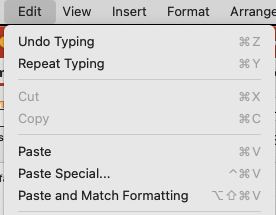 Edit View Insert Format Arrange
Undo Typing ⌘Z
Repeat Typing ⌘Y
Cut ⌘X
Copy ⌘C
Paste ⌘V
Paste Special... ^⌘V
Paste and Match Formatting ⌥⇧⌘V